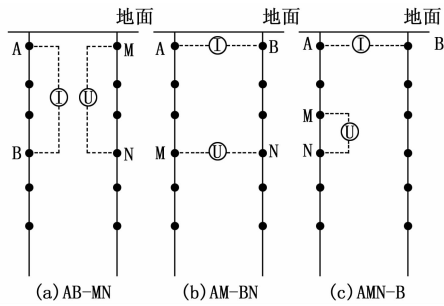 地面 地面 地面
A I U M A I B A I B
M
B N M U N N U
(a)AB-MN (b)AM-BN (c)AMN-B